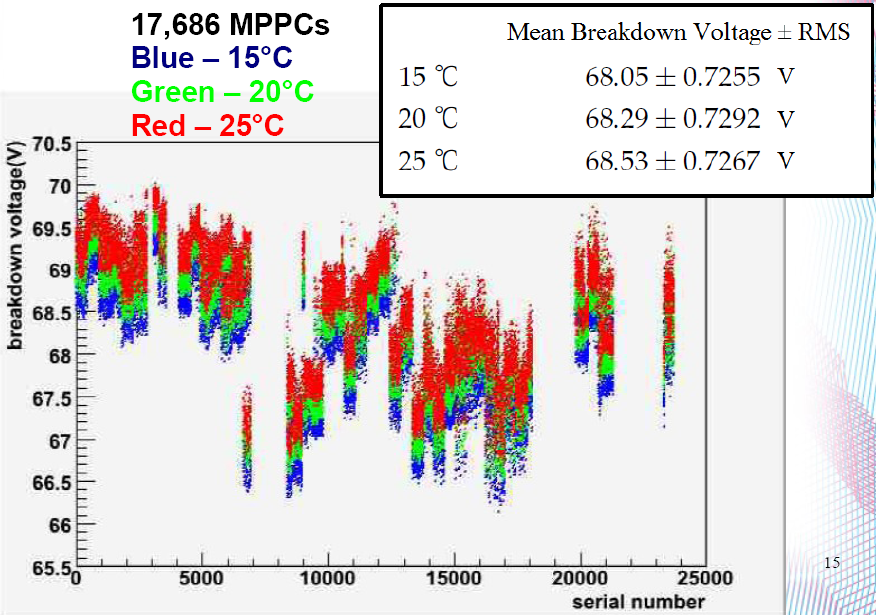 17,686 MPPCs
Blue – 15°C
Green – 20°C
Red – 25°C
Mean Breakdown Voltage ± RMS
15 ℃ 68.05 ± 0.7255 V
20 ℃ 68.29 ± 0.7292 V
25 ℃ 68.53 ± 0.7267 V
breakdown voltage(V)
70.5
70
69.5
69
68.5
68
67.5
67
66.5
66
65.5
0 5000 10000 15000 20000 25000
serial number
15